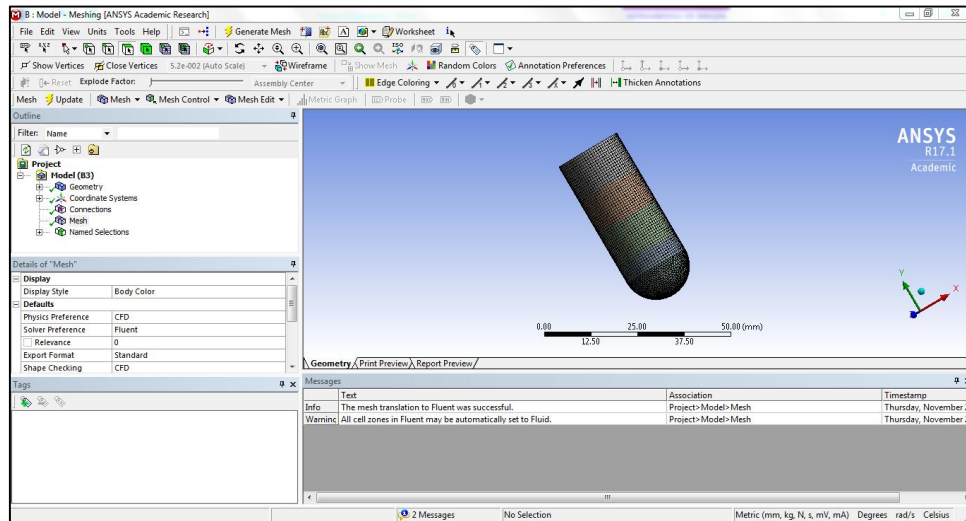 B : Model - Meshing [ANSYS Academic Research]
File Edit View Units Tools Help Generate Mesh Worksheet
Show Vertices Close Vertices 5.2e-002 (Auto Scale) Wireframe Show Mesh Random Colors Annotation Preferences
Reset Explode Factor: Assembly Center Edge Coloring Thicken Annotations
Mesh Update Mesh Mesh Control Mesh Edit Metric Graph Probe
Outline
Filter: Name
Project
Model (B3)
Geometry
Coordinate Systems
Connections
Mesh
Named Selections
Details of "Mesh"
Display
Display Style Body Color
Defaults
Physics Preference CFD
Solver Preference Fluent
Relevance 0
Export Format Standard
Shape Checking CFD
Tags
ANSYS
R17.1
Academic
Y
X
0.00 25.00 50.00 (mm)
12.50 37.50
Geometry Print Preview Report Preview
Messages
Text Association Timestamp
Info The mesh translation to Fluent was successful. Project>Model>Mesh Thursday, November
Warning All cell zones in Fluent may be automatically set to Fluid. Project>Model>Mesh Thursday, November
2 Messages No Selection Metric (mm, kg, N, s, mV, mA) Degrees rad/s Celsius